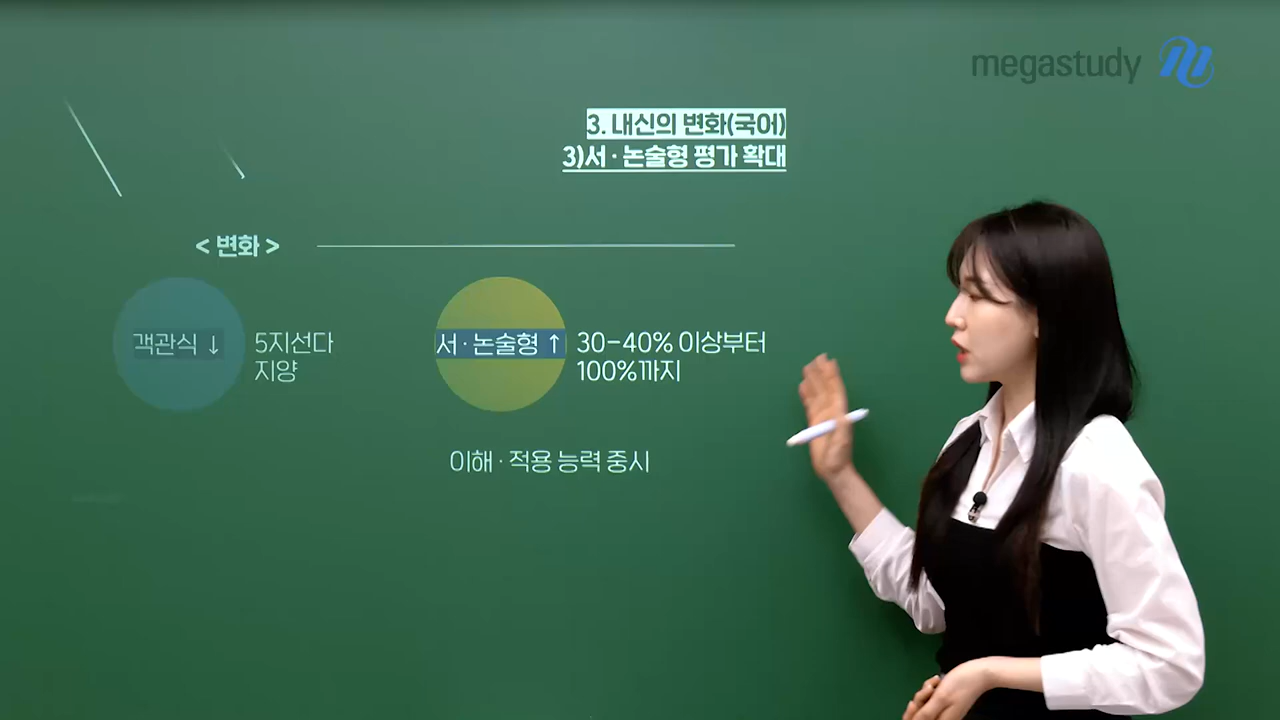 megastudy
3. 내신의 변화(국어)
3)서·논술형 평가 확대
< 변화 >
객관식 ↓
5지선다
지양
서·논술형 ↑
30-40% 이상부터
100%까지
이해·적용 능력 중시